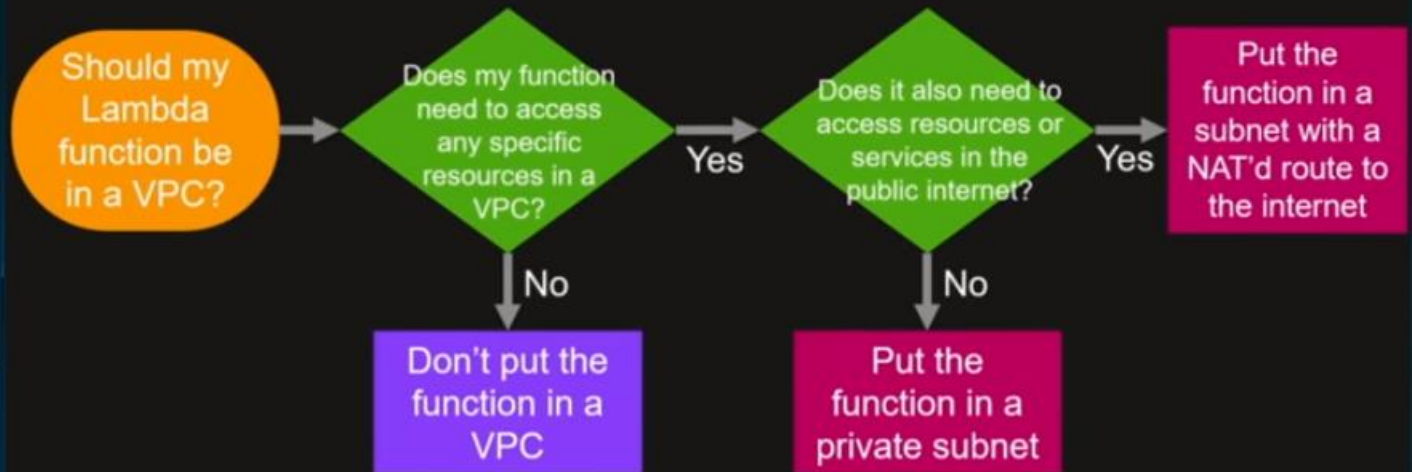 Should my
Lambda
function be
in a VPC?
Does my function
need to access
any specific
resources in a
VPC?
Yes
No
Don't put the
function in a
VPC
Does it also need to
access resources or
services in the
public internet?
Yes
No
Put the
function in a
private subnet
Put the
function in a
subnet with a
NAT'd route to
the internet